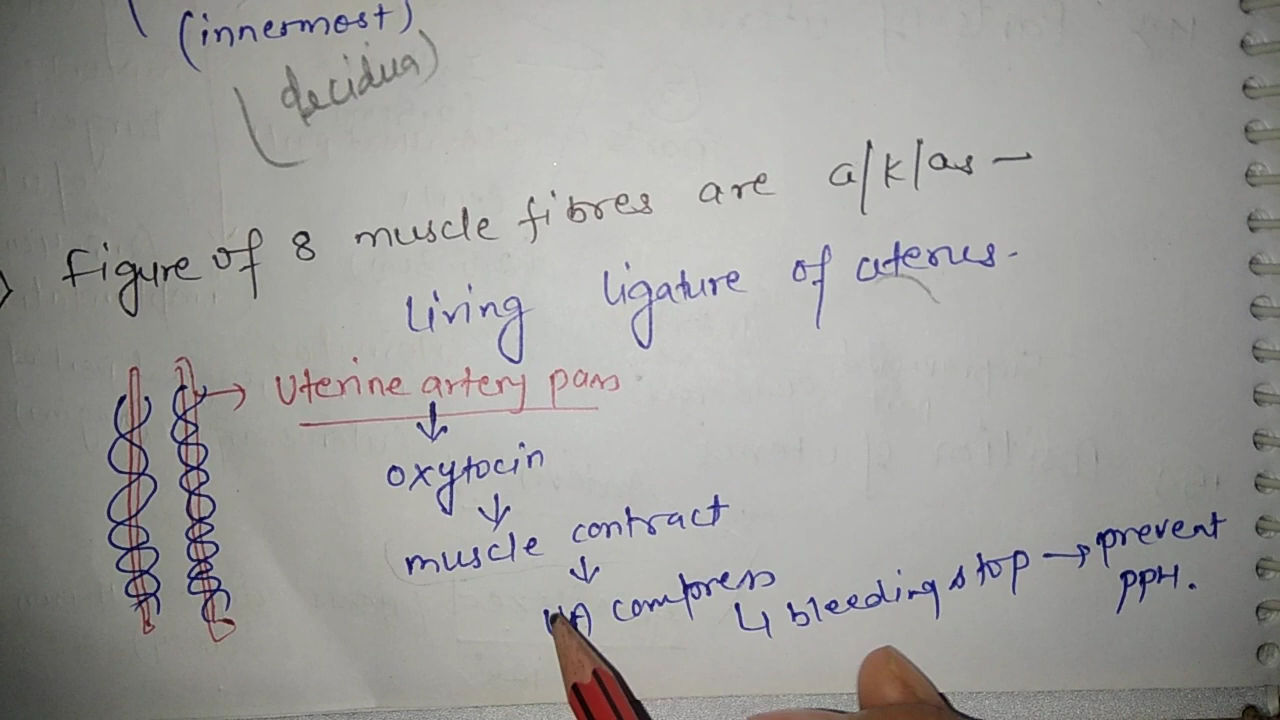 (innermost)
decidua)
Figure of 8 muscle fibres are a/k/as -
living ligature of uterus.
→ Uterine artery pass
↓
oxytocin
↓
muscle contract
↓
UA compress
↳ bleeding stop → prevent
PPH.